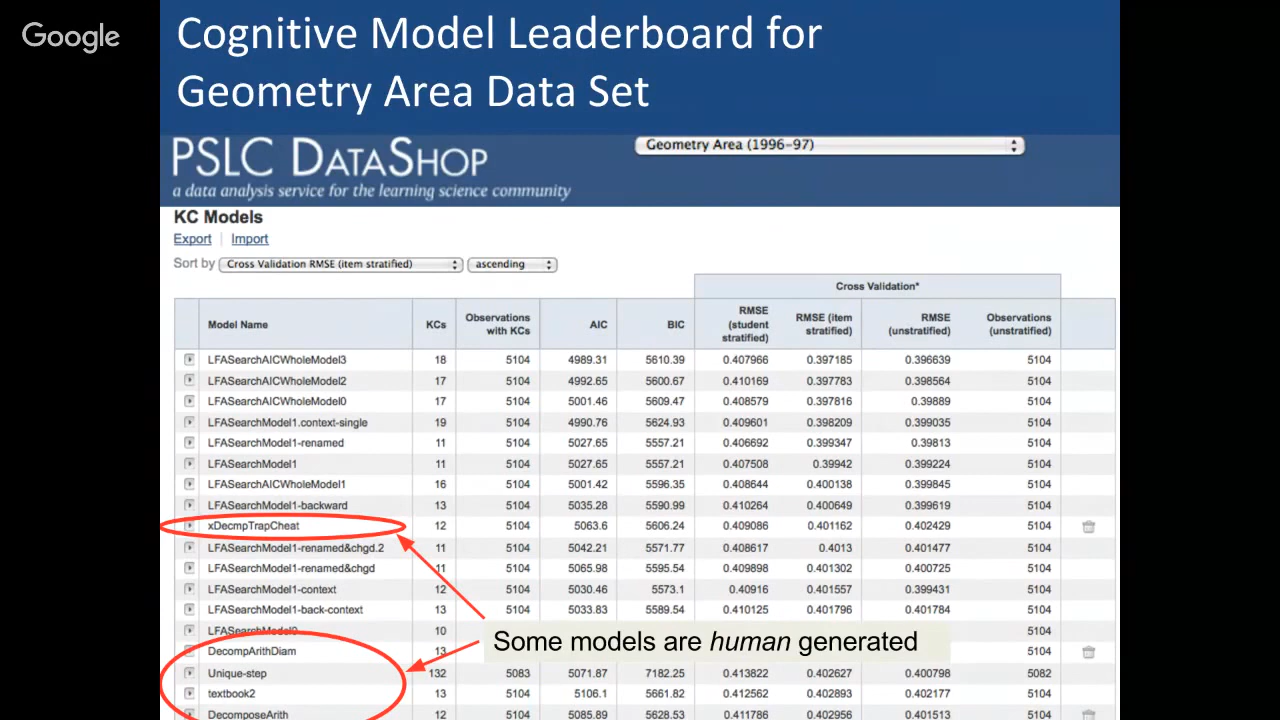 Google
Cognitive Model Leaderboard for
Geometry Area Data Set
PSLC DATASHOP
a data analysis service for the learning science community
Geometry Area (1996-97)
KC Models
Export | Import
Sort by Cross Validation RMSE (item stratified) ascending
Cross Validation*
Model Name KCs Observations with KCs AIC BIC RMSE (student stratified) RMSE (item stratified) RMSE (unstratified) Observations (unstratified)
LFASearchAICWholeModel3 18 5104 4989.31 5610.39 0.407966 0.397185 0.396639 5104
LFASearchAICWholeModel2 17 5104 4992.65 5600.67 0.410169 0.397783 0.398564 5104
LFASearchAICWholeModel0 17 5104 5001.46 5609.47 0.408579 0.397816 0.39889 5104
LFASearchModel1.context-single 19 5104 4990.76 5624.93 0.409601 0.398209 0.399035 5104
LFASearchModel1-renamed 11 5104 5027.65 5557.21 0.406692 0.399347 0.39813 5104
LFASearchModel1 11 5104 5027.65 5557.21 0.407508 0.39942 0.399224 5104
LFASearchAICWholeModel1 16 5104 5001.42 5596.35 0.408644 0.400138 0.399845 5104
LFASearchModel1-backward 13 5104 5035.28 5590.99 0.410264 0.400649 0.399619 5104
xDecmpTrapCheat 12 5104 5063.6 5606.24 0.409086 0.401162 0.402429 5104
LFASearchModel1-renamed&chgd.2 11 5104 5042.21 5571.77 0.408617 0.4013 0.401477 5104
LFASearchModel1-renamed&chgd 11 5104 5065.98 5595.54 0.409898 0.401302 0.400725 5104
LFASearchModel1-context 12 5104 5030.46 5573.1 0.40916 0.401557 0.399431 5104
LFASearchModel1-back-context 13 5104 5033.83 5589.54 0.410125 0.401796 0.401784 5104
LFASearchModel0 10 5104
Some models are human generated
DecompArithDiam 13 5104
Unique-step 132 5083 5071.87 7182.25 0.413822 0.402627 0.400798 5082
textbook2 13 5104 5106.1 5661.82 0.412562 0.402893 0.402177 5104
DecomposeArith 12 5104 5085.89 5628.53 0.411786 0.402956 0.401513 5104